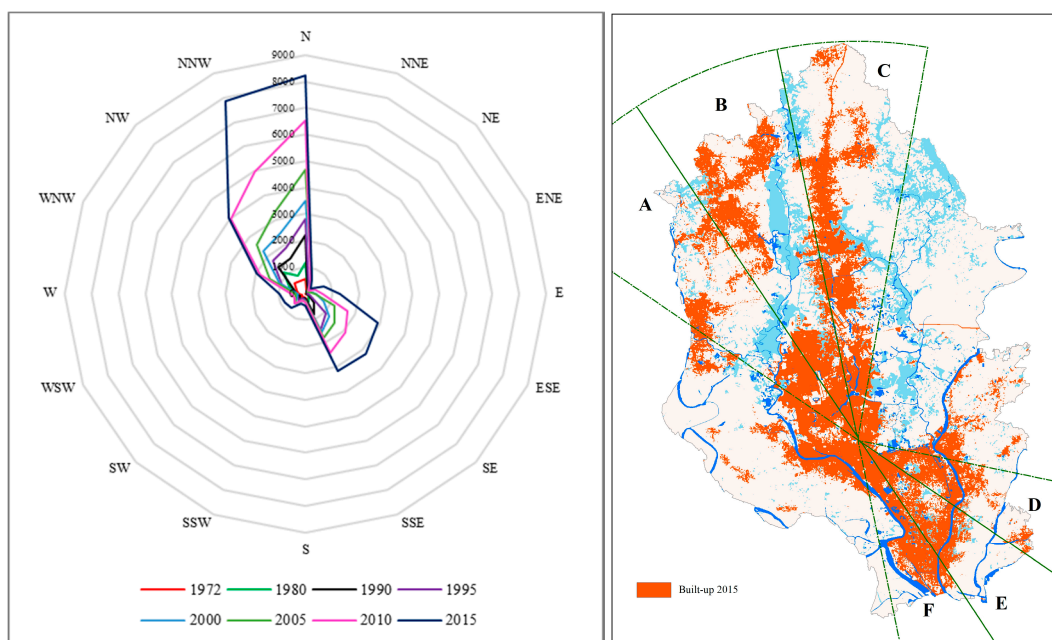 N
NNE
NE
ENE
E
ESE
SE
SSE
S
SSW
SW
WSW
W
WNW
NW
NNW
9000
8000
7000
6000
5000
4000
3000
2000
1000
1972
1980
1990
1995
2000
2005
2010
2015
A
B
C
D
E
F
Built-up 2015